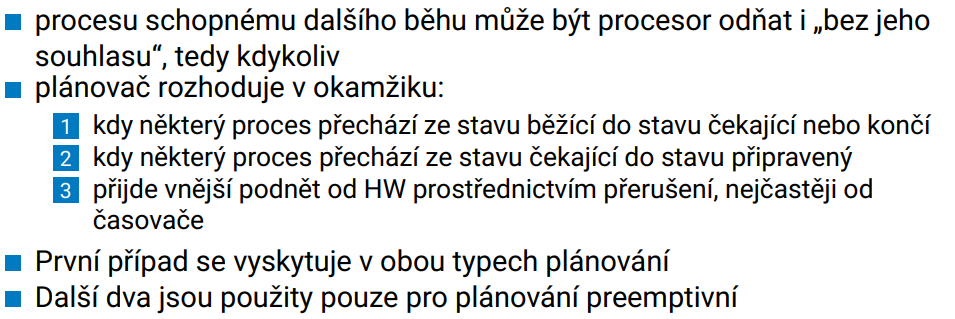 procesu schopnému dalšího běhu může být procesor odňat i „bez jeho
souhlasu“, tedy kdykoliv
plánovač rozhoduje v okamžiku:
1 kdy některý proces přechází ze stavu běžící do stavu čekající nebo končí
2 kdy některý proces přechází ze stavu čekající do stavu připravený
3 přijde vnější podnět od HW prostřednictvím přerušení, nejčastěji od
časovače
První případ se vyskytuje v obou typech plánování
Další dva jsou použity pouze pro plánování preemptivní